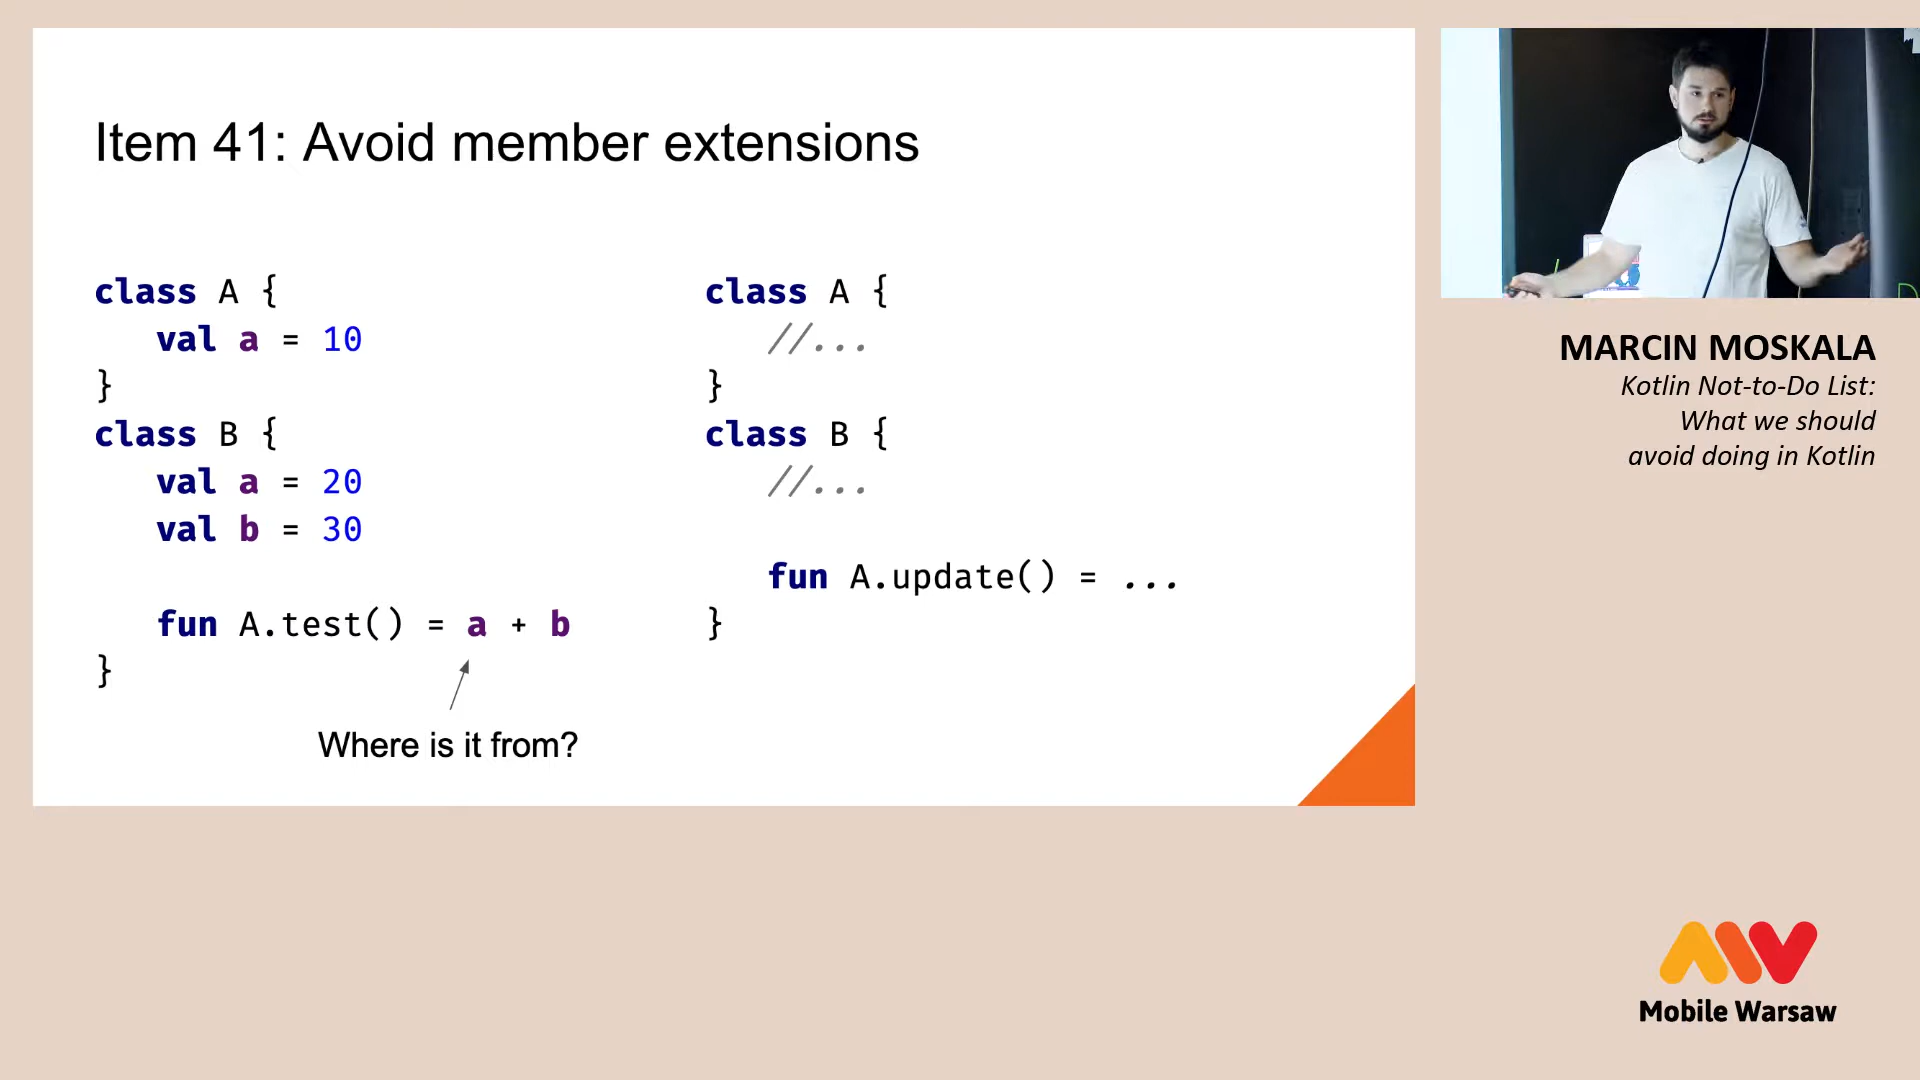 Item 41: Avoid member extensions
class A {
val a = 10
}
class B {
val a = 20
val b = 30
fun A.test() = a + b
}
Where is it from?
class A {
//...
}
class B {
//...
fun A.update() = ...
}
MARCIN MOSKALA
Kotlin Not-to-Do List:
What we should
avoid doing in Kotlin
Mobile Warsaw